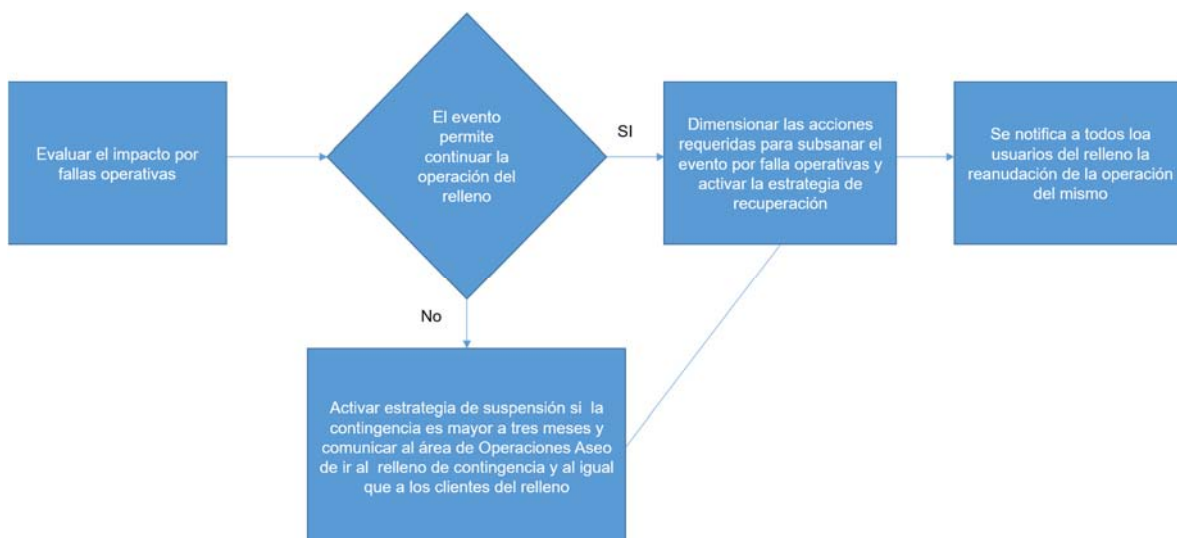 Evaluar el impacto por
fallas operativas
El evento
permite
continuar la
operación del
relleno
SI
Dimensionar las acciones
requeridas para subsanar el
evento por falla operativas y
activar la estrategia de
recuperación
Se notifica a todos loa
usuarios del relleno la
reanudación de la operación
del mismo
No
Activar estrategia de suspensión si la
contingencia es mayor a tres meses y
comunicar al área de Operaciones Aseo
de ir al relleno de contingencia y al igual
que a los clientes del relleno